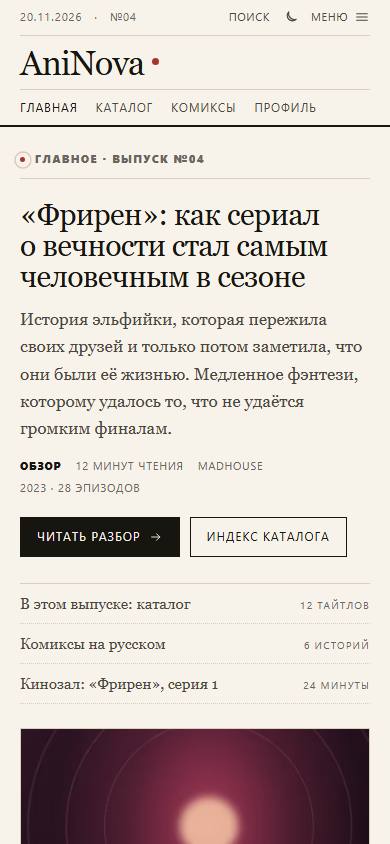 20.11.2026 · №04 ПОИСК МЕНЮ
AniNova
ГЛАВНАЯ КАТАЛОГ КОМИКСЫ ПРОФИЛЬ
ГЛАВНОЕ · ВЫПУСК №04
«Фрирен»: как сериал
о вечности стал самым
человечным в сезоне
История эльфийки, которая пережила
своих друзей и только потом заметила, что
они были её жизнью. Медленное фэнтези,
которому удалось то, что не удаётся
громким финалам.
ОБЗОР 12 МИНУТ ЧТЕНИЯ MADHOUSE
2023 · 28 ЭПИЗОДОВ
ЧИТАТЬ РАЗБОР → ИНДЕКС КАТАЛОГА
В этом выпуске: каталог 12 ТАЙТЛОВ
Комиксы на русском 6 ИСТОРИЙ
Кинозал: «Фрирен», серия 1 24 МИНУТЫ